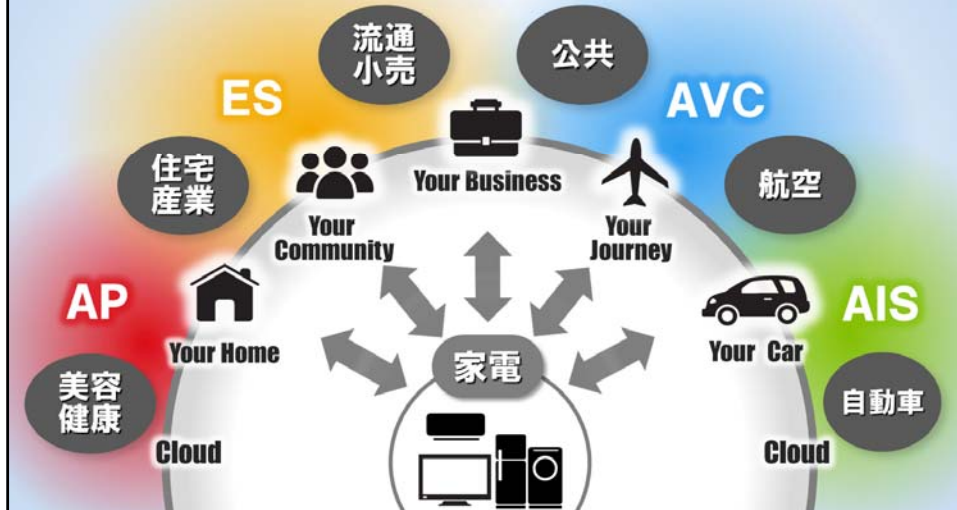 流通
小売
公共
ES
AVC
住宅
産業
航空
Your Business
Your
Community
Your
Journey
AP
AIS
Your Home
Your Car
家電
美容
健康
自動車
Cloud
Cloud